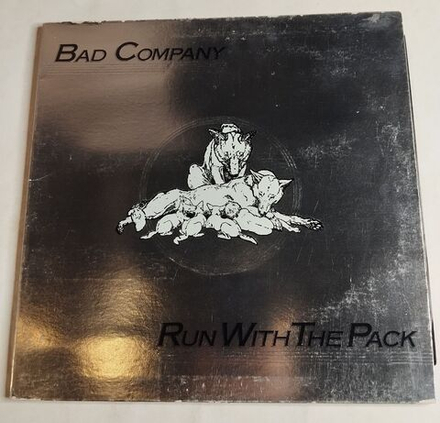 BAD COMPANY
RUN WITH THE PACK